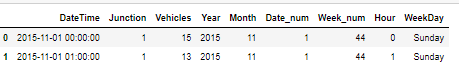 DateTime Junction Vehicles Year Month Date_num Week_num Hour WeekDay
0 2015-11-01 00:00:00 1 15 2015 11 1 44 0 Sunday
1 2015-11-01 01:00:00 1 13 2015 11 1 44 1 Sunday